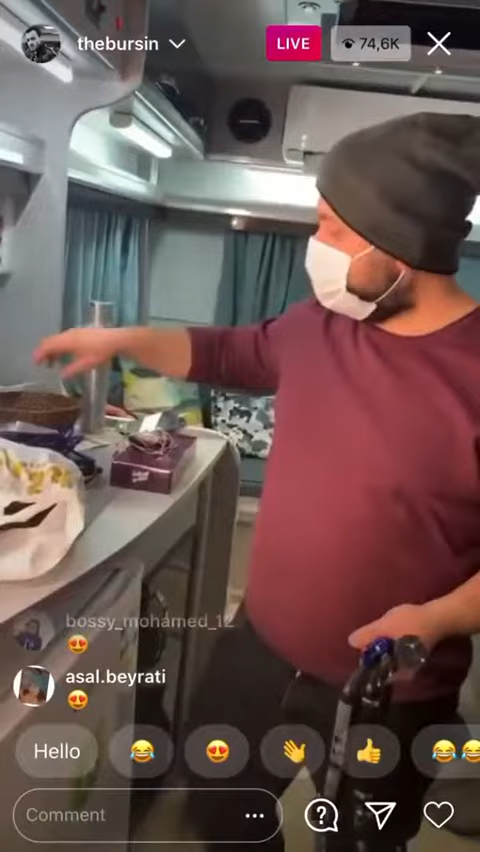 thebursin
LIVE
74,6K
bossy_mohamed_12
😍
asal.beyrati
😍
Hello
😂
😍
👋
👍
😂😂
Comment